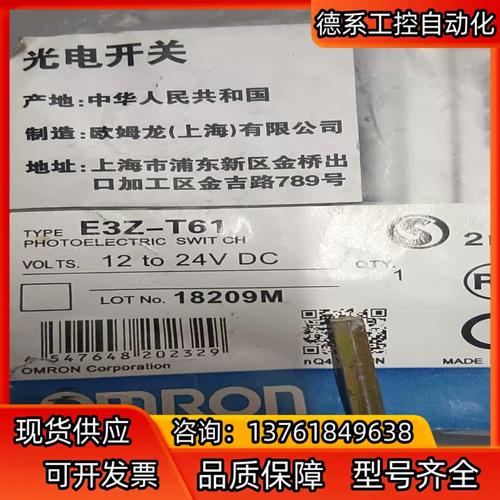 德系工控自动化
光电开关
产地:中华人民共和国
制造:欧姆龙(上海)有限公司
地址:上海市浦东新区金桥出
口加工区金吉路789号
TYPE E3Z-T61
PHOTOELECTRIC SWITCH
VOLTS. 12 to 24V DC
QTY.
1
LOT No. 18209M
4 547648 202329
OMRON Corporation
MADE
OMRON
现货供应 咨询:13761849638
可开发票 品质保障 型号齐全